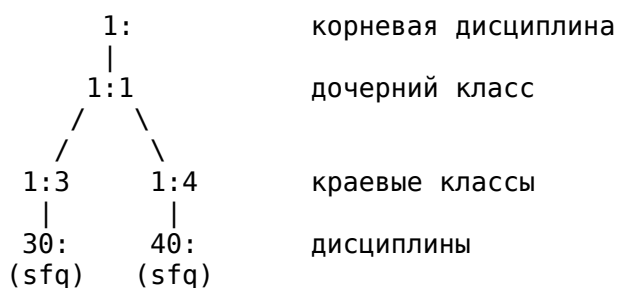 1: корневая дисциплина
|
1:1 дочерний класс
/ \
/ \
1:3 1:4 краевые классы
| |
30: 40: дисциплины
(sfq) (sfq)